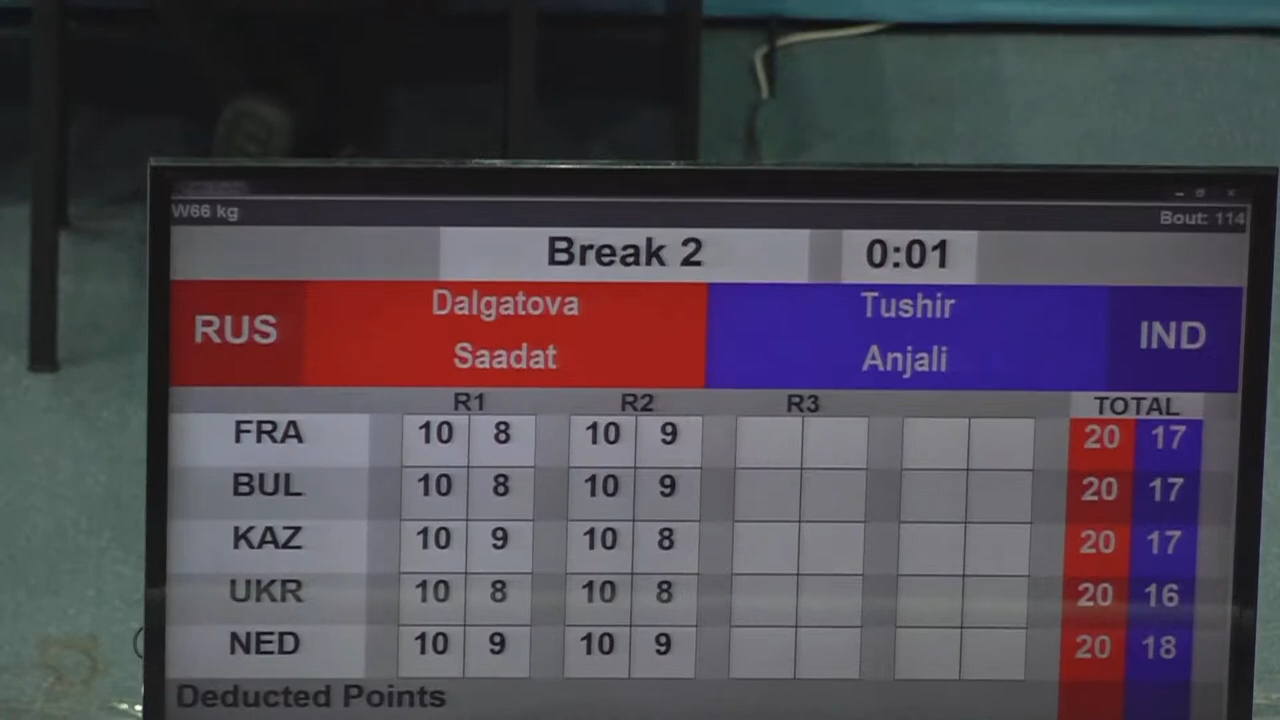 W66 kg Bout: 114
Break 2 0:01
RUS Dalgatova Saadat Tushir Anjali IND
R1 R2 R3 TOTAL
FRA 10 8 10 9 20 17
BUL 10 8 10 9 20 17
KAZ 10 9 10 8 20 17
UKR 10 8 10 8 20 16
NED 10 9 10 9 20 18
Deducted Points